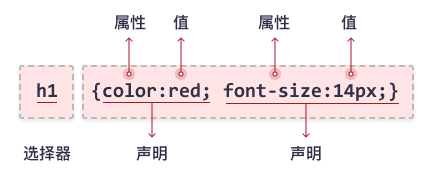 属性 值 属性 值
h1 {color:red; font-size:14px;}
选择器 声明 声明